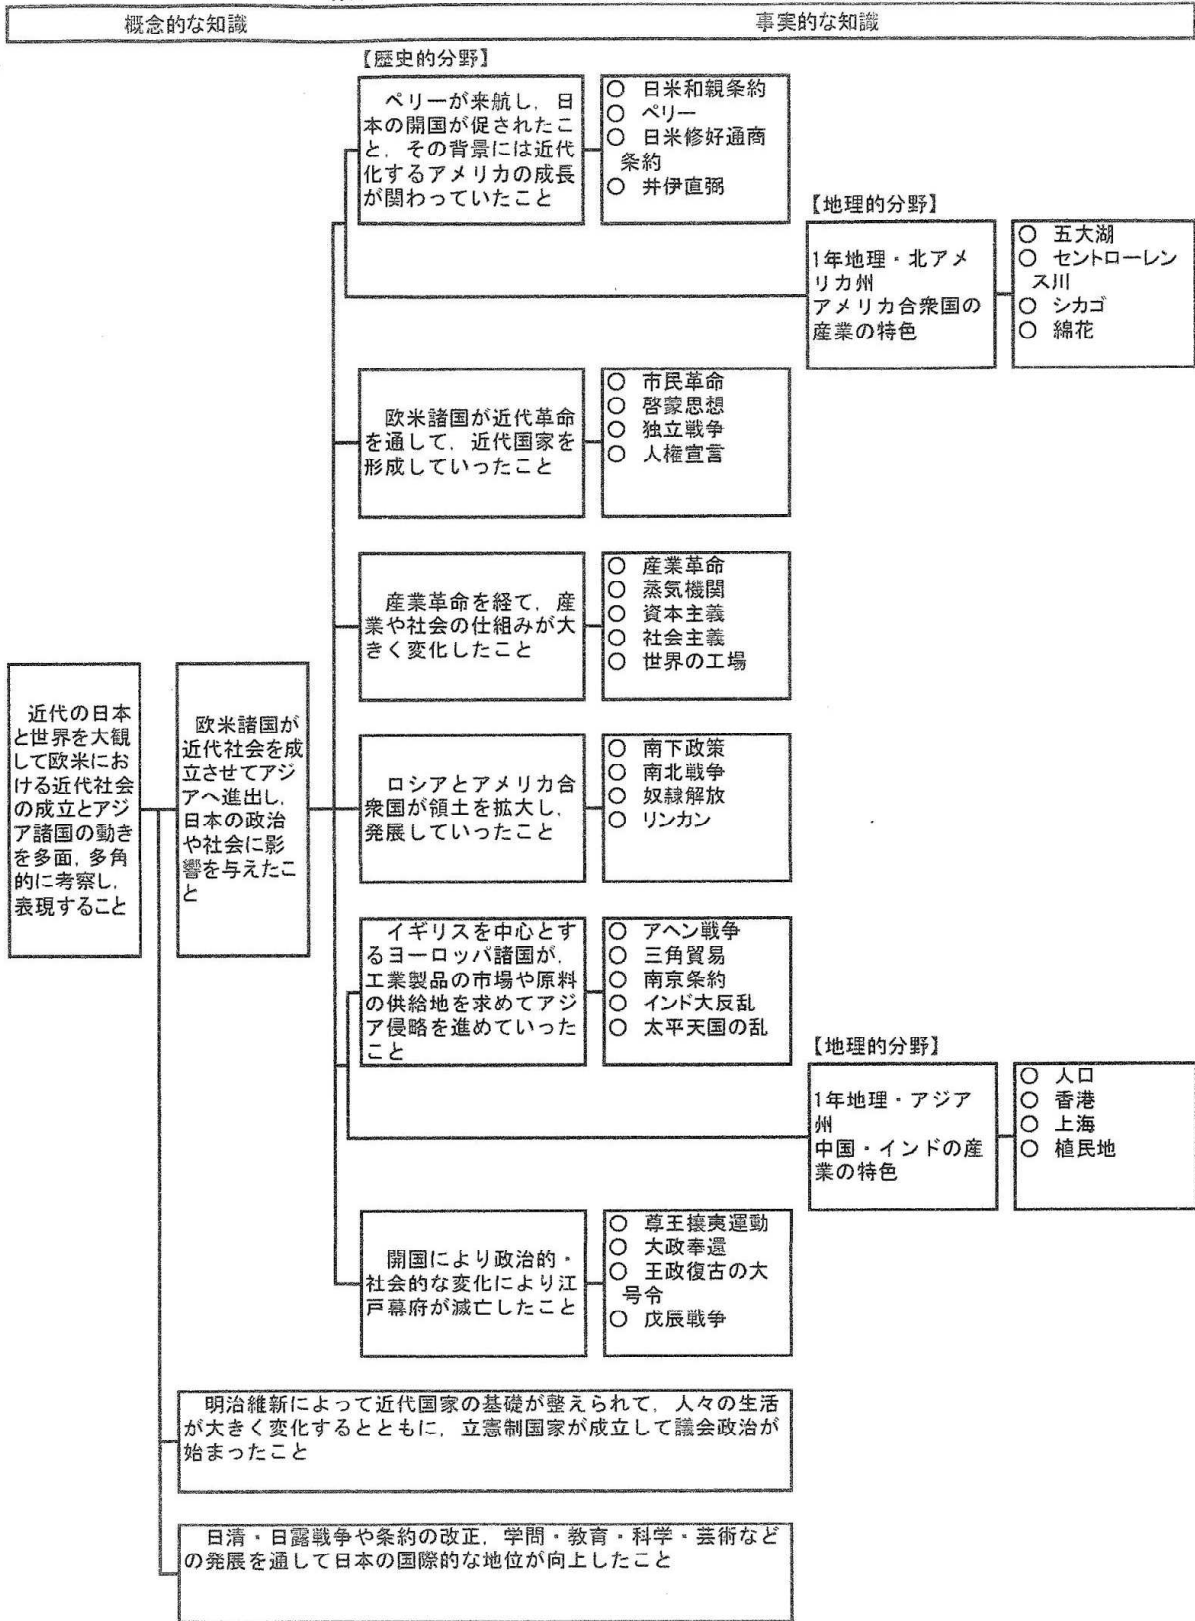 概念的な知識
事実的な知識
【歴史的分野】
ペリーが来航し，日
本の開国が促されたこ
と，その背景には近代
化するアメリカの成長
が関わっていたこと
○ 日米和親条約
○ ペリー
○ 日米修好通商
条約
○ 井伊直弼
【地理的分野】
1年地理・北アメ
リカ州
アメリカ合衆国の
産業の特色
○ 五大湖
○ セントローレン
ス川
○ シカゴ
○ 綿花
欧米諸国が近代革命
を通して，近代国家を
形成していったこと
○ 市民革命
○ 啓蒙思想
○ 独立戦争
○ 人権宣言
産業革命を経て，産
業や社会の仕組みが大
きく変化したこと
○ 産業革命
○ 蒸気機関
○ 資本主義
○ 社会主義
○ 世界の工場
近代の日本
と世界を大観
して欧米にお
ける近代社会
の成立とアジ
ア諸国の動き
を多面，多角
的に考察し，
表現すること
欧米諸国が
近代社会を成
立させてアジ
アへ進出し，
日本の政治
や社会に影
響を与えたこ
と
ロシアとアメリカ合
衆国が領土を拡大し，
発展していったこと
○ 南下政策
○ 南北戦争
○ 奴隷解放
○ リンカン
イギリスを中心とす
るヨーロッパ諸国が，
工業製品の市場や原料
の供給地を求めてアジ
ア侵略を進めていった
こと
○ アヘン戦争
○ 三角貿易
○ 南京条約
○ インド大反乱
○ 太平天国の乱
【地理的分野】
1年地理・アジア
州
中国・インドの産
業の特色
○ 人口
○ 香港
○ 上海
○ 植民地
開国により政治的・
社会的な変化により江
戸幕府が滅亡したこと
○ 尊王攘夷運動
○ 大政奉還
○ 王政復古の大
号令
○ 戊辰戦争
明治維新によって近代国家の基礎が整えられて，人々の生活
が大きく変化するとともに，立憲制国家が成立して議会政治が
始まったこと
日清・日露戦争や条約の改正，学問・教育・科学・芸術など
の発展を通して日本の国際的な地位が向上したこと